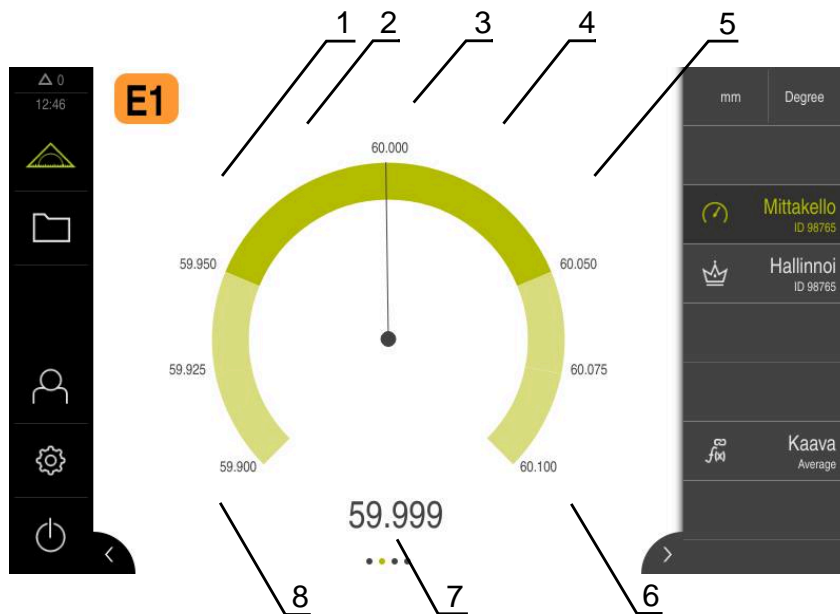 1 2 3 4 5
0
12:46
E1
mm Degree
60.000
Mittakello
ID 98765
59.950 60.050
Hallinnoi
ID 98765
59.925 60.075
59.900 60.100
f(x) Kaava
Average
59.999
8 7 6